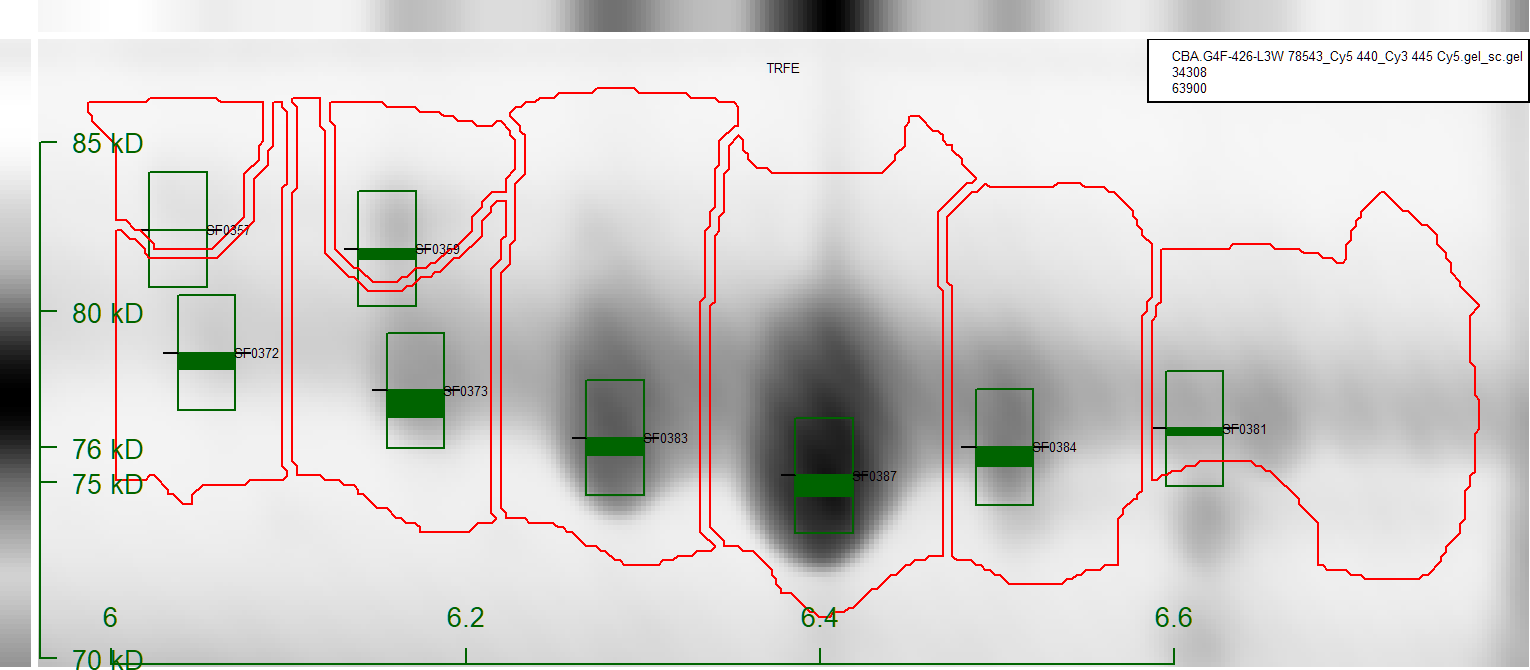 TRFE
CBA.G4F-426-L3W 78543_Cy5 440_Cy3 445 Cy5.gel_sc.gel
34308
63900
85 kD
SF0357
SF0359
80 kD
SF0372
SF0373
SF0381
76 kD
SF0383
SF0384
75 kD
SF0387
6
6.2
6.4
6.6
70 kD